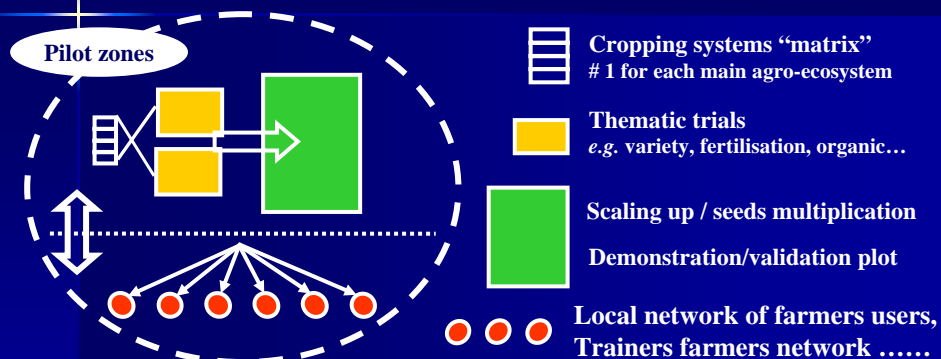 Pilot zones
Cropping systems “matrix”
# 1 for each main agro-ecosystem
Thematic trials
e.g. variety, fertilisation, organic…
Scaling up / seeds multiplication
Demonstration/validation plot
Local network of farmers users,
Trainers farmers network ……